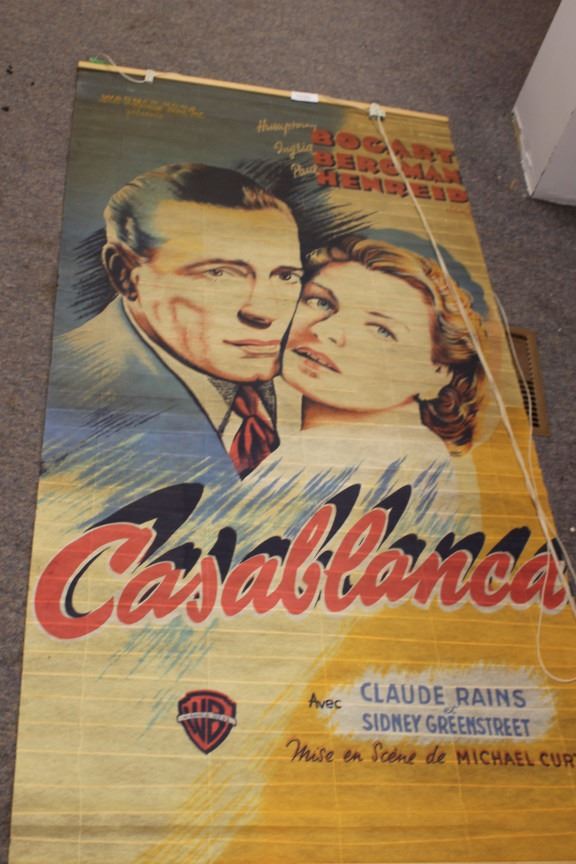 Humphrey BOGART
Ingrid BERGMAN
Paul HENREID
Casablanca
WB
Avec CLAUDE RAINS
et
SIDNEY GREENSTREET
Mise en Scène de MICHAEL CURT